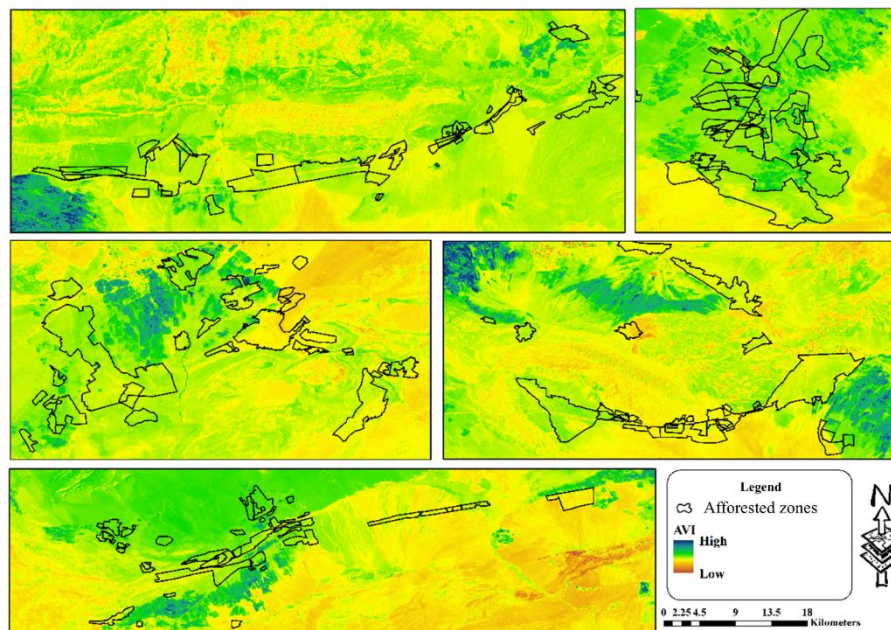 Legend
Afforested zones
AVI
High
Low
N
0 2.25 4.5 9 13.5 18
Kilometers